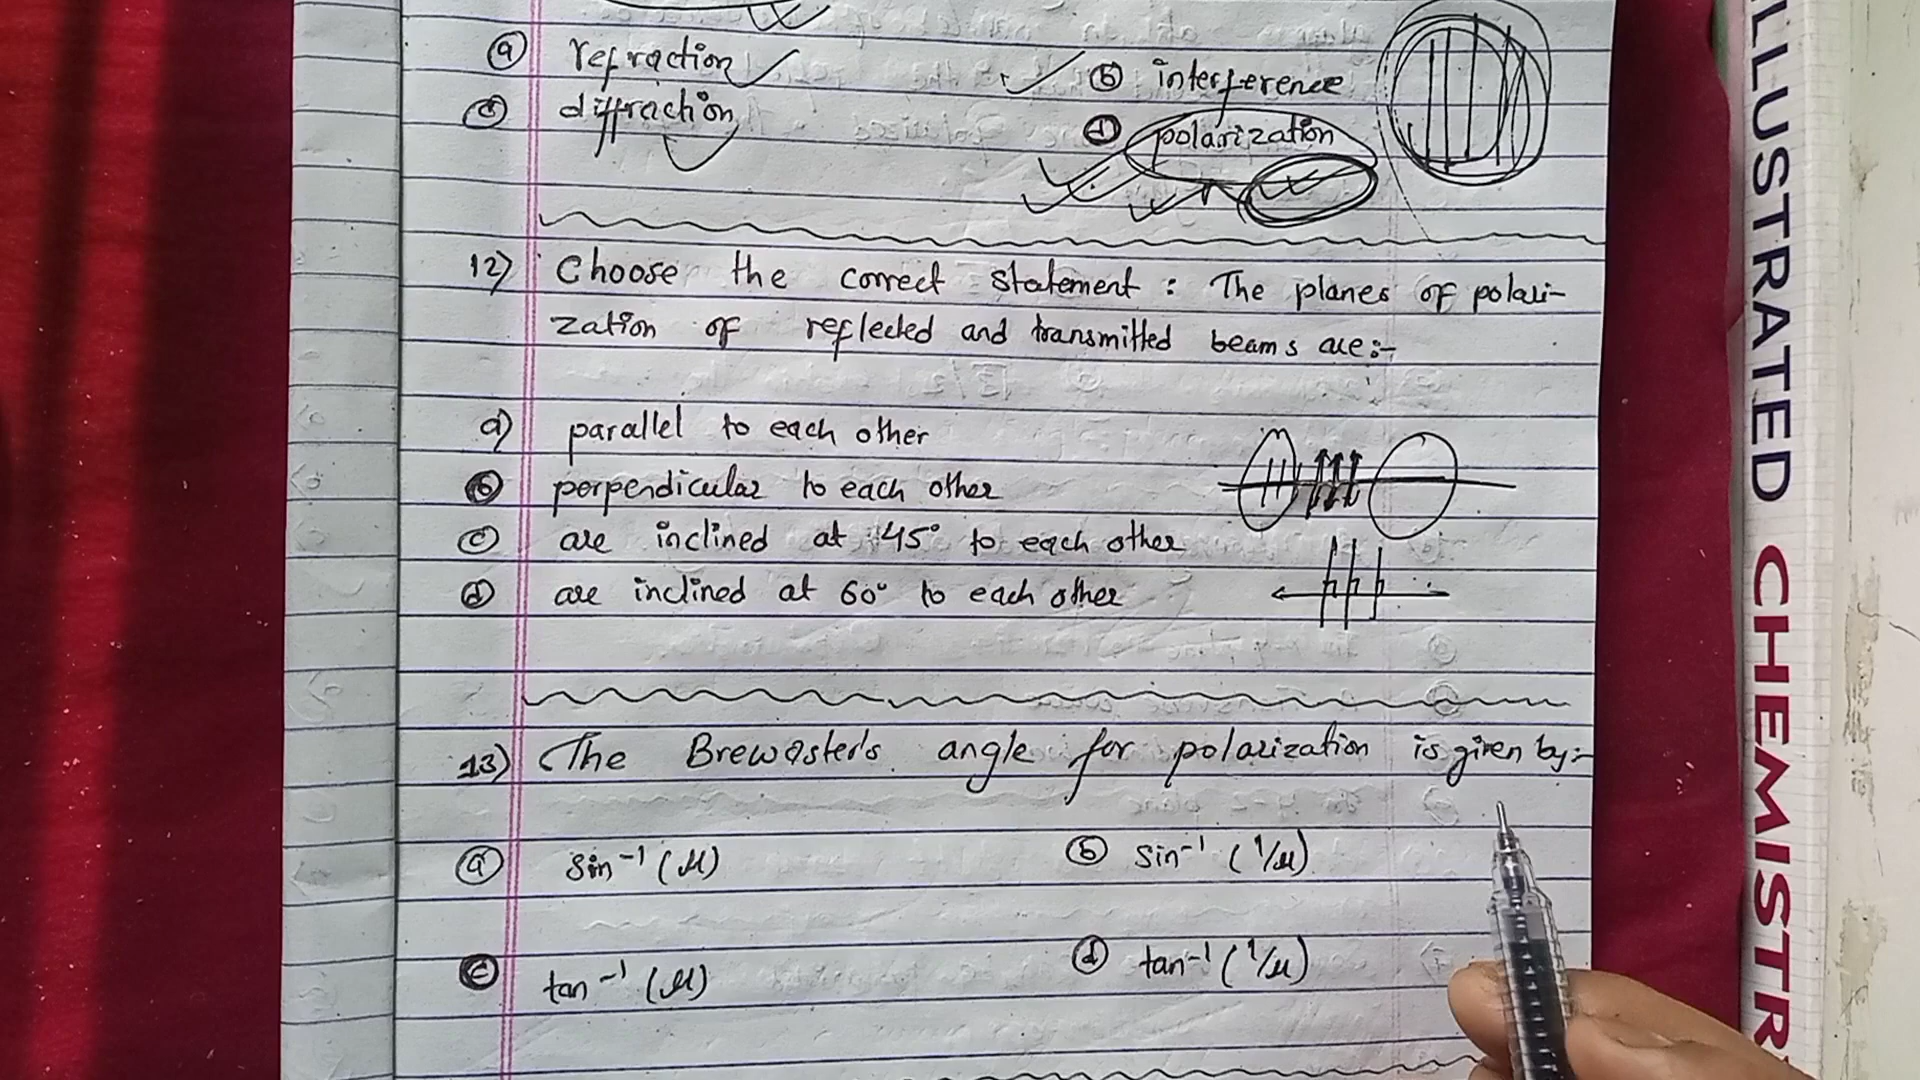 (a) refraction
(b) interference
(c) diffraction
(d) polarization
12) Choose the correct statement : The planes of polari-
zation of reflected and transmitted beams are:-
a) parallel to each other
(b) perpendicular to each other
(c) are inclined at 45° to each other
(d) are inclined at 60° to each other
13) The Brewster's angle for polarization is given by:-
(a) sin⁻¹ (μ)
(b) sin⁻¹ (1/μ)
(c) tan⁻¹ (μ)
(d) tan⁻¹ (1/μ)
LLUSTRATED CHEMISTR